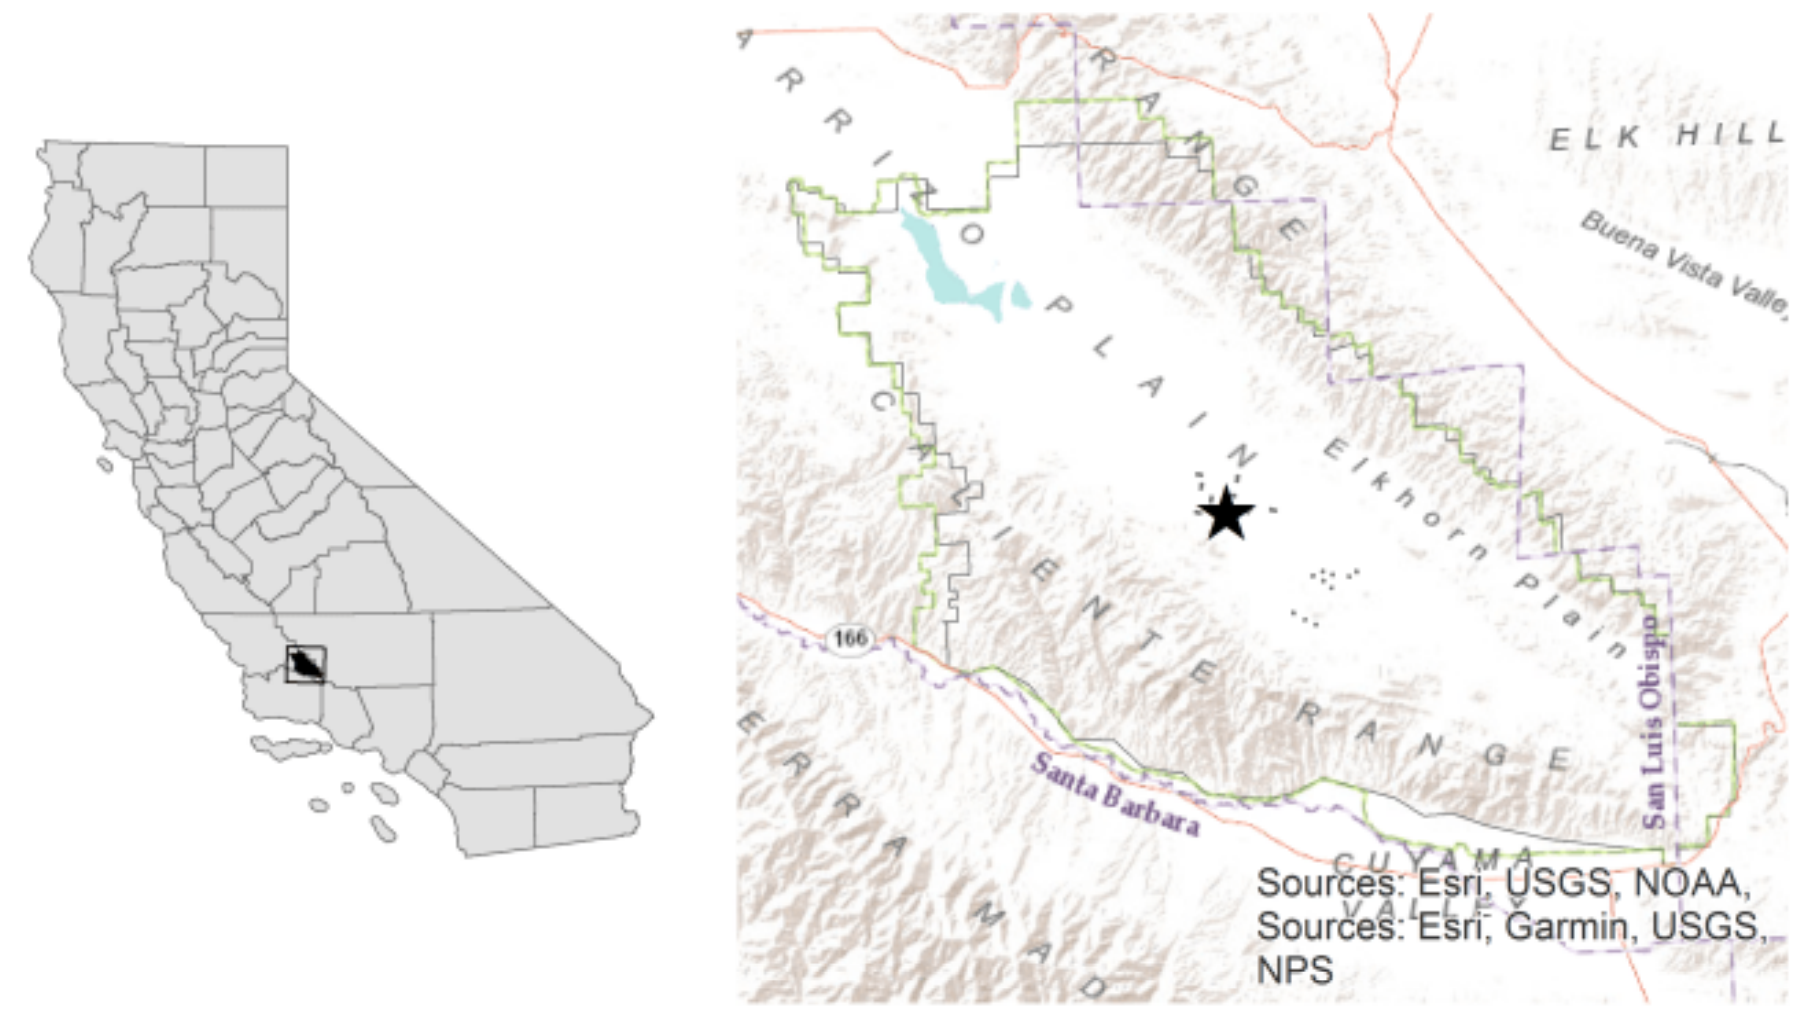 ARRIZO PLAIN
RANGE
ELK HILL
Buena Vista Valley
Elkhorn Plain
CALIENTE RANGE
166
San Luis Obispo
Santa Barbara
ERRA MAD
CUYAMA
VALLEY
Sources: Esri, USGS, NOAA,
Sources: Esri, Garmin, USGS,
NPS